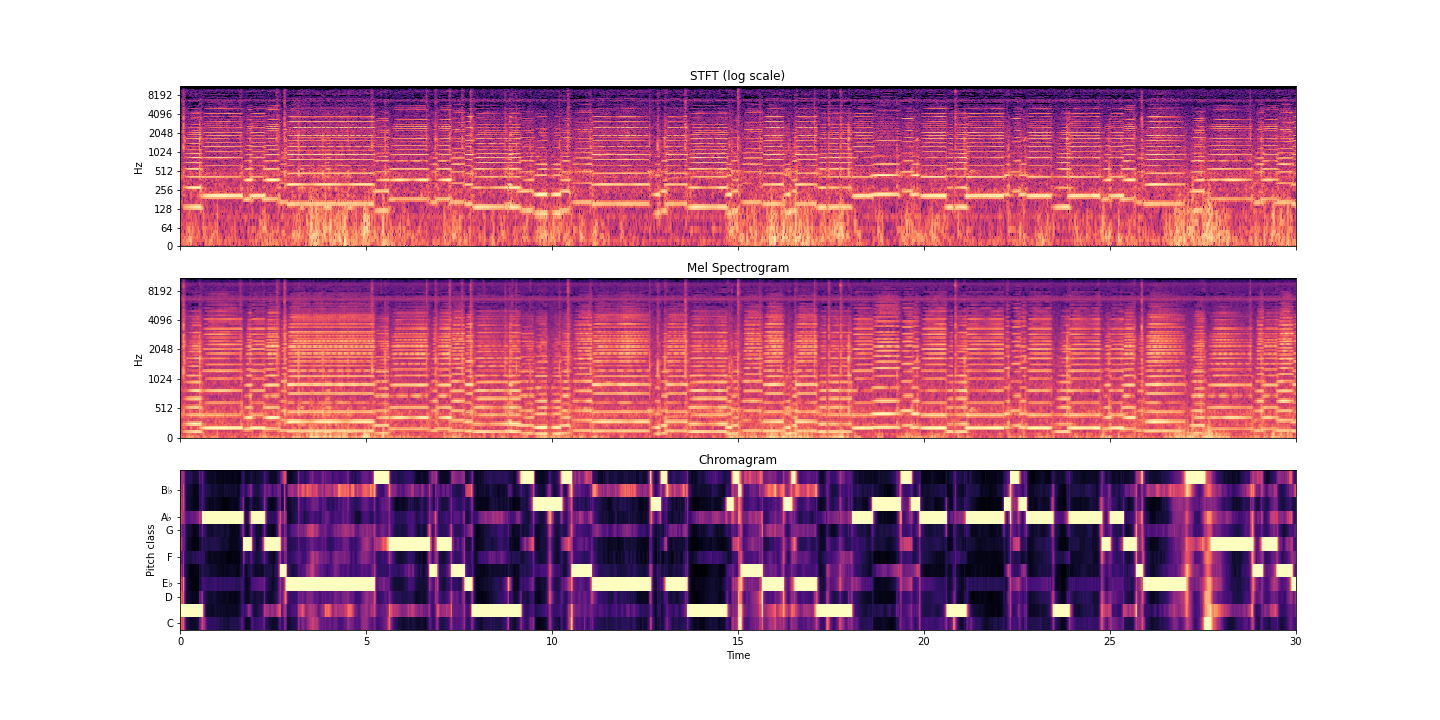 STFT (log scale)
8192
4096
2048
1024
512
256
128
64
0
Hz
Mel Spectrogram
8192
4096
2048
1024
512
0
Hz
Chromagram
B♭
A♭
G
F
E♭
D
C
Pitch class
0 5 10 15 20 25 30
Time